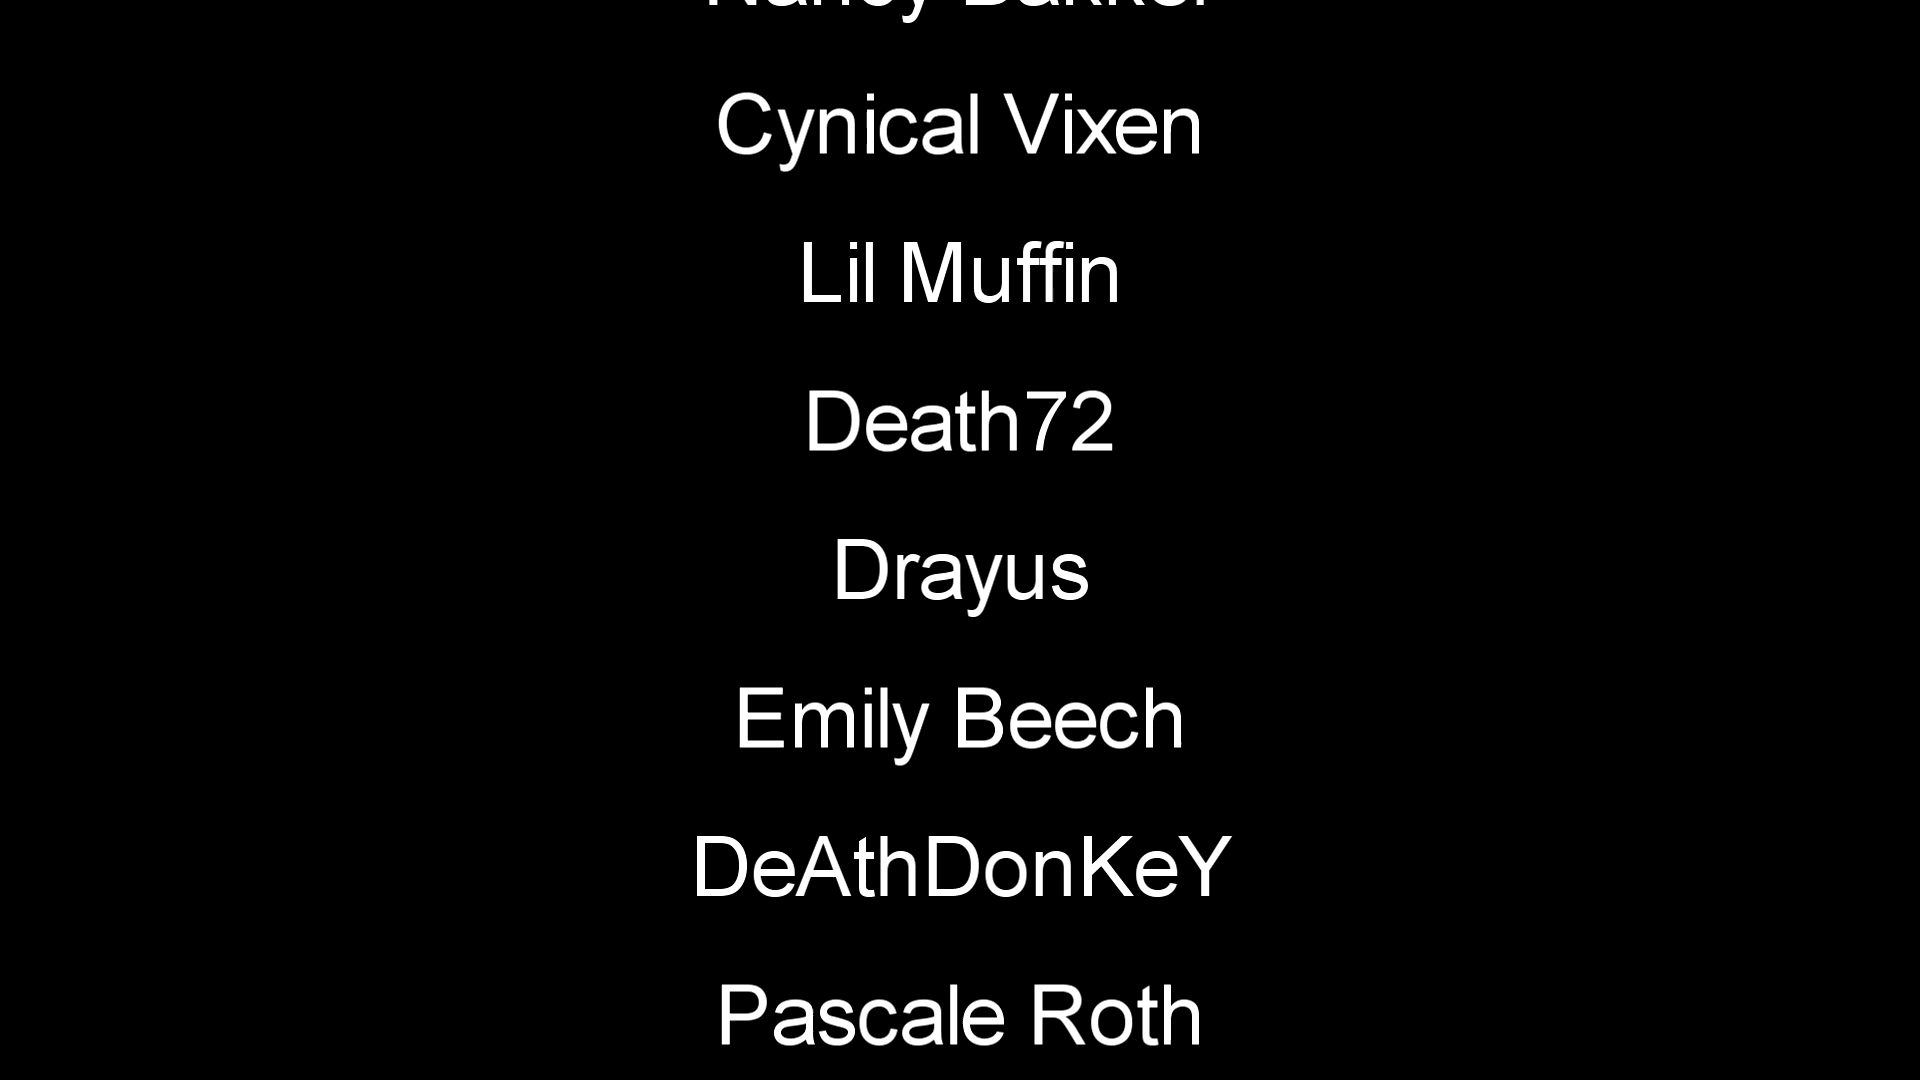 Cynical Vixen
Lil Muffin
Death72
Drayus
Emily Beech
DeAthDonKeY
Pascale Roth